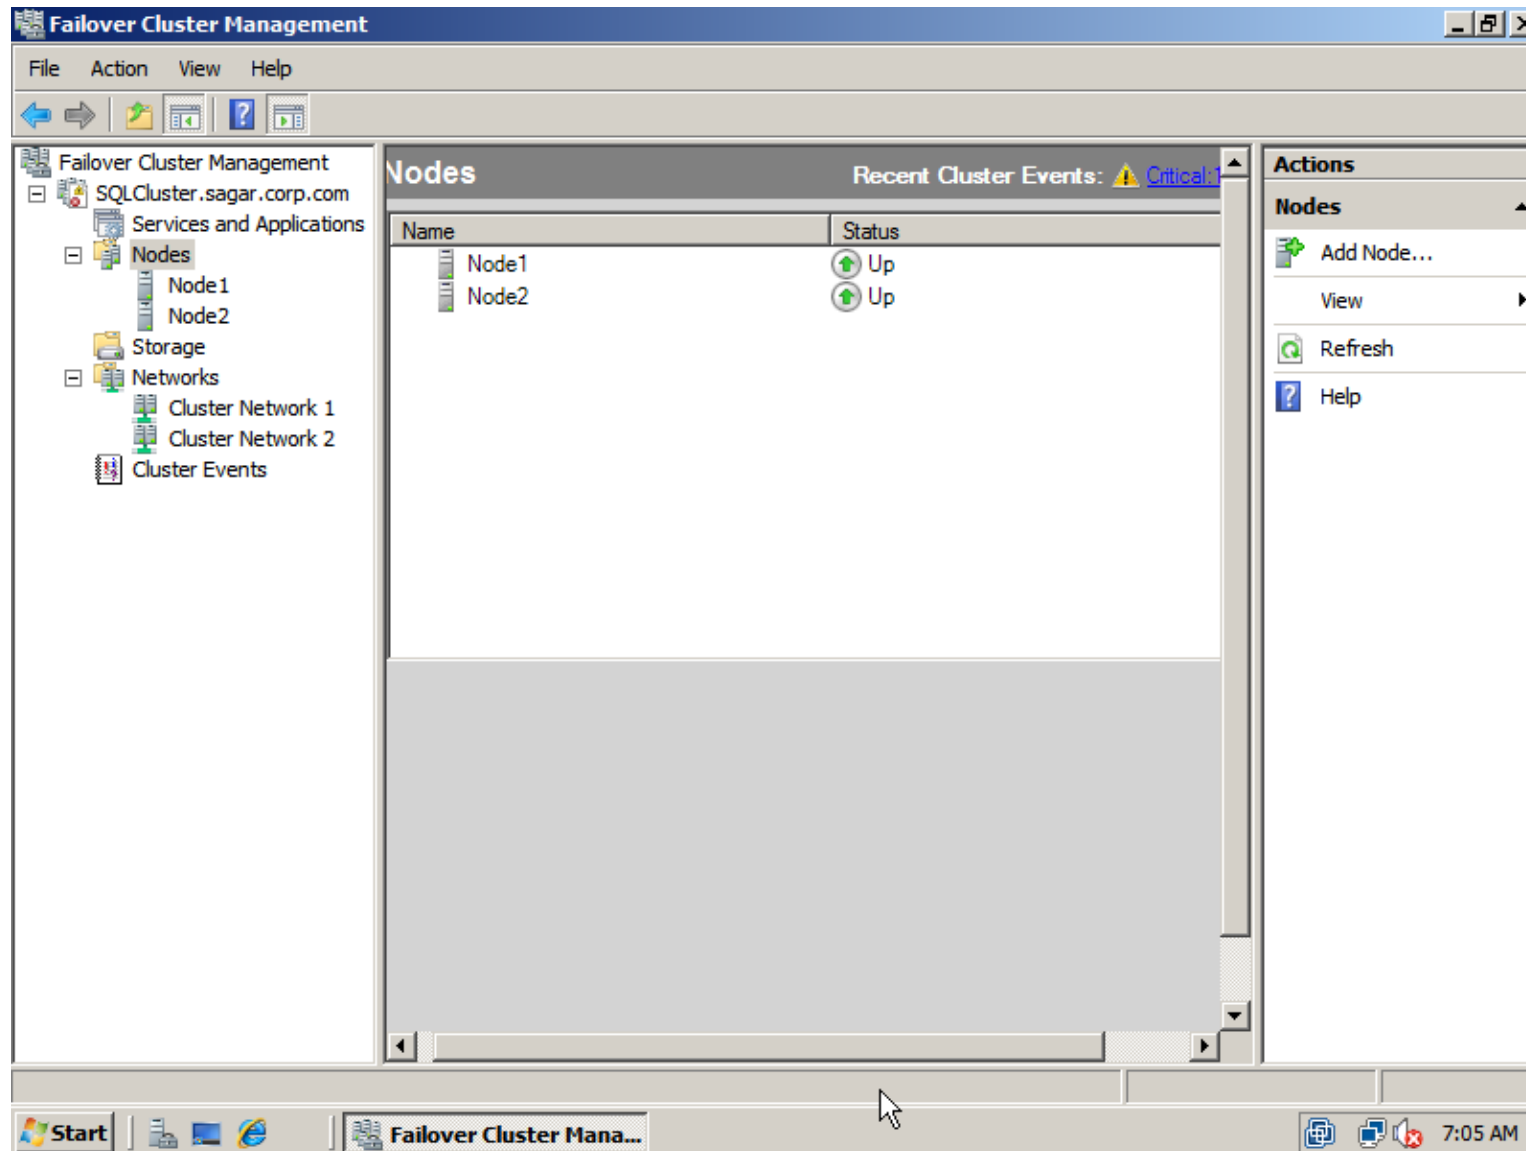 Failover Cluster Management
File Action View Help
Failover Cluster Management
SQLCluster.sagar.corp.com
Services and Applications
Nodes
Node1
Node2
Storage
Networks
Cluster Network 1
Cluster Network 2
Cluster Events
Nodes
Recent Cluster Events: Critical:1
Name Status
Node1 Up
Node2 Up
Actions
Nodes
Add Node...
View
Refresh
Help
Start
Failover Cluster Mana...
7:05 AM